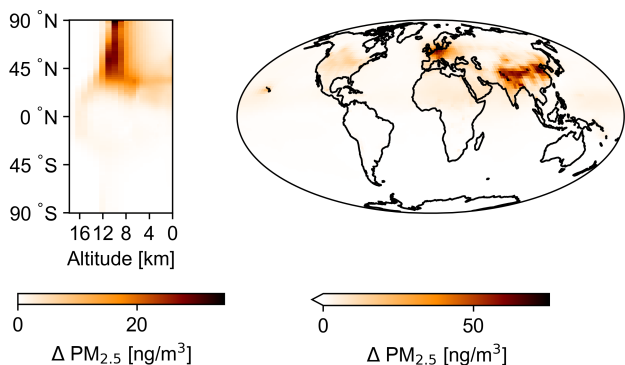 90 °N
45 °N
0 °N
45 °S
90 °S
16 12 8 4 0
Altitude [km]
0 20
Δ PM2.5 [ng/m³]
0 50
Δ PM2.5 [ng/m³]